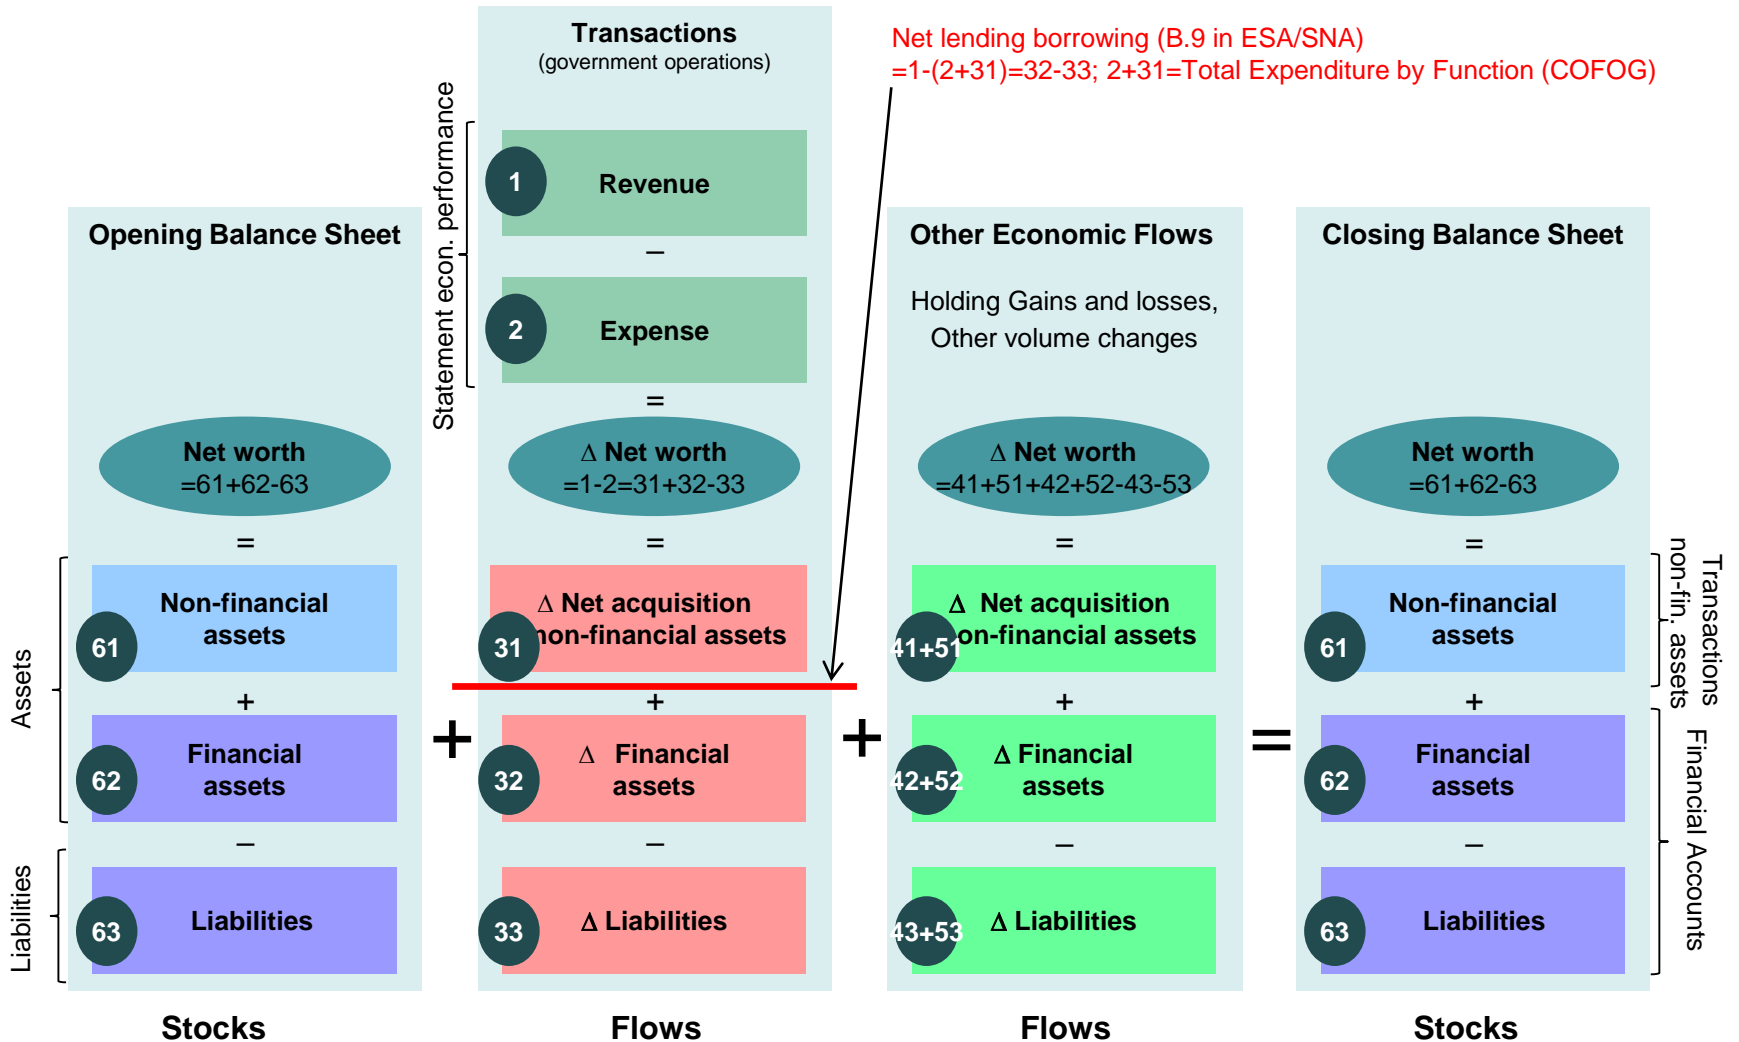 Transactions
(government operations)
Net lending borrowing (B.9 in ESA/SNA)
=1-(2+31)=32-33; 2+31=Total Expenditure by Function (COFOG)
Statement econ. performance
1
Revenue
–
2
Expense
=
Opening Balance Sheet
Other Economic Flows
Holding Gains and losses,
Other volume changes
Closing Balance Sheet
Net worth
=61+62-63
Δ Net worth
=1-2=31+32-33
Δ Net worth
=41+51+42+52-43-53
Net worth
=61+62-63
=
=
=
=
Assets
Liabilities
61
Non-financial
assets
+
62
Financial
assets
–
63
Liabilities
+
31
Δ Net acquisition
non-financial assets
+
32
Δ Financial
assets
–
33
Δ Liabilities
+
41+51
Δ Net acquisition
non-financial assets
+
42+52
Δ Financial
assets
–
43+53
Δ Liabilities
=
61
Non-financial
assets
+
62
Financial
assets
–
63
Liabilities
Transactions
non-fin. assets
Financial Accounts
Stocks
Flows
Flows
Stocks